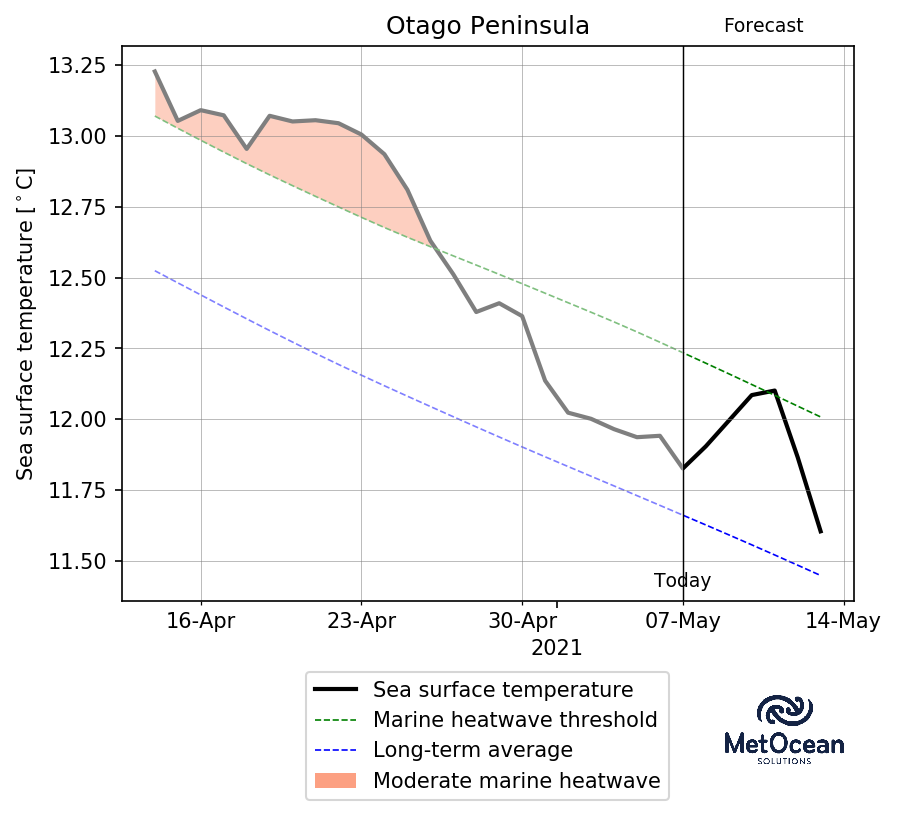 Otago Peninsula
Forecast
Sea surface temperature [°C]
13.25
13.00
12.75
12.50
12.25
12.00
11.75
11.50
Today
16-Apr 23-Apr 30-Apr 07-May 14-May
2021
Sea surface temperature
Marine heatwave threshold
Long-term average
Moderate marine heatwave
MetOcean
SOLUTIONS